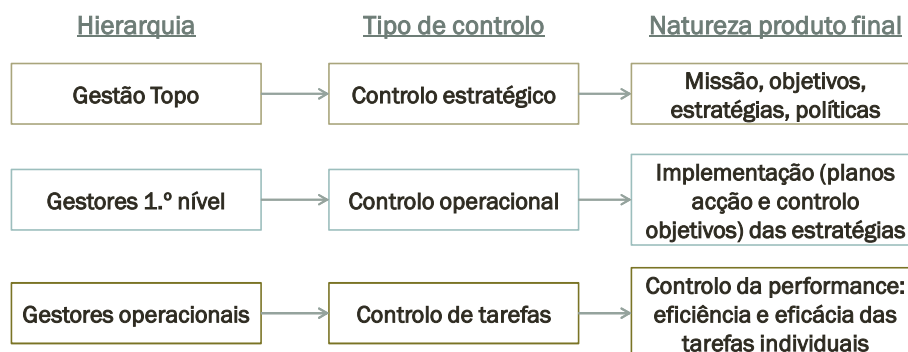 Hierarquia
Tipo de controlo
Natureza produto final
Gestão Topo
Controlo estratégico
Missão, objetivos,
estratégias, políticas
Gestores 1.º nível
Controlo operacional
Implementação (planos
acção e controlo
objetivos) das estratégias
Gestores operacionais
Controlo de tarefas
Controlo da performance:
eficiência e eficácia das
tarefas individuais